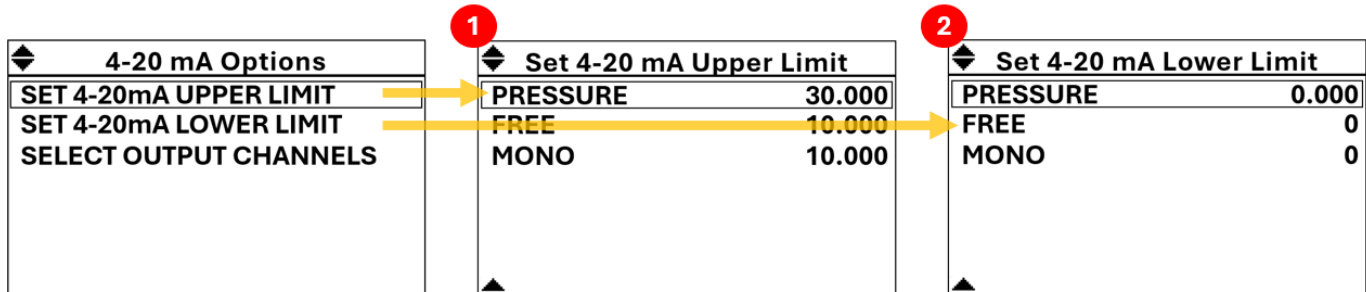 1
2
4-20 mA Options
SET 4-20mA UPPER LIMIT
SET 4-20mA LOWER LIMIT
SELECT OUTPUT CHANNELS
Set 4-20 mA Upper Limit
PRESSURE 30.000
FREE 10.000
MONO 10.000
Set 4-20 mA Lower Limit
PRESSURE 0.000
FREE 0
MONO 0